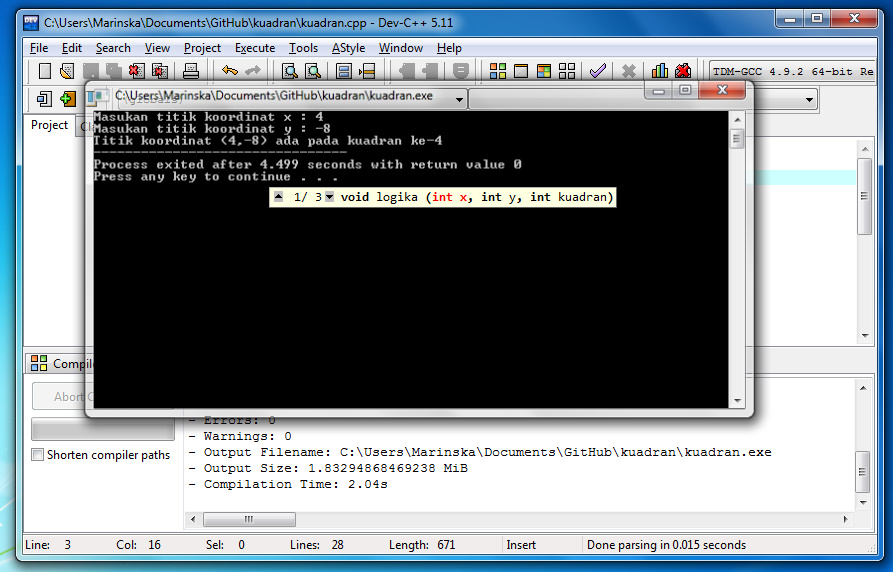 C:\Users\Marinska\Documents\GitHub\kuadran\kuadran.cpp - Dev-C++ 5.11
File Edit Search View Project Execute Tools AStyle Window Help
TDM-GCC 4.9.2 64-bit Re
C:\Users\Marinska\Documents\GitHub\kuadran\kuadran.exe
Project
Masukan titik koordinat x : 4
Masukan titik koordinat y : -8
Titik koordinat (4,-8) ada pada kuadran ke-4
--------------------------------
Process exited after 4.499 seconds with return value 0
Press any key to continue . . .
1/ 3 void logika (int x, int y, int kuadran)
Compile
Abort
- Errors: 0
- Warnings: 0
- Output Filename: C:\Users\Marinska\Documents\GitHub\kuadran\kuadran.exe
- Output Size: 1.83294868469238 MiB
- Compilation Time: 2.04s
Shorten compiler paths
Line: 3 Col: 16 Sel: 0 Lines: 28 Length: 671 Insert Done parsing in 0.015 seconds